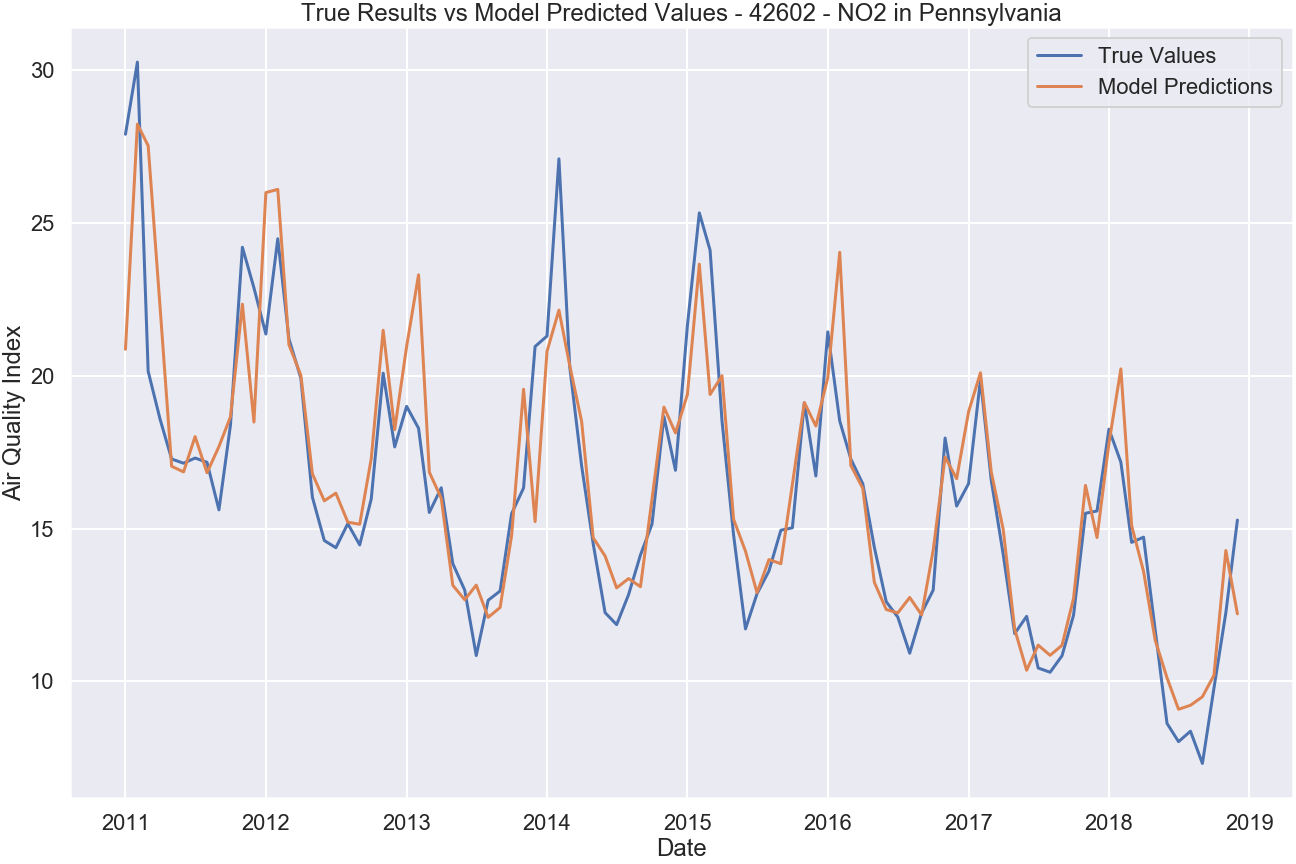 True Results vs Model Predicted Values - 42602 - NO2 in Pennsylvania
True Values
Model Predictions
Air Quality Index
30
25
20
15
10
2011 2012 2013 2014 2015 2016 2017 2018 2019
Date